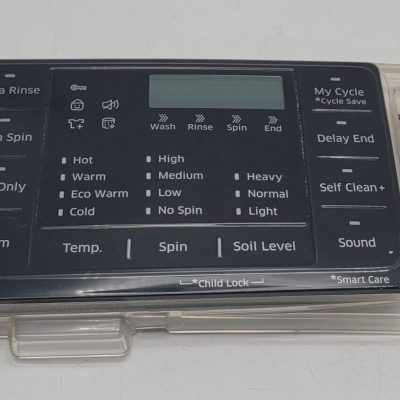 a Rinse
a Spin
Only
m
Wash Rinse Spin End
Hot
Warm
Eco Warm
Cold
High
Medium
Low
No Spin
Heavy
Normal
Light
Temp. Spin Soil Level
*Child Lock
My Cycle
*Cycle Save
Delay End
Self Clean+
Sound
*Smart Care